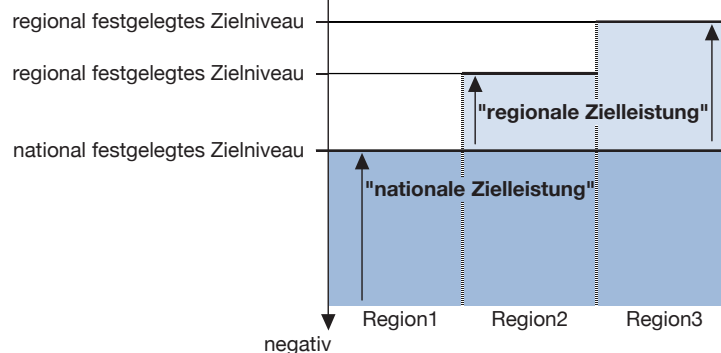 regional festgelegtes Zielniveau
regional festgelegtes Zielniveau
"regionale Zielleistung"
national festgelegtes Zielniveau
"nationale Zielleistung"
Region1
Region2
Region3
negativ